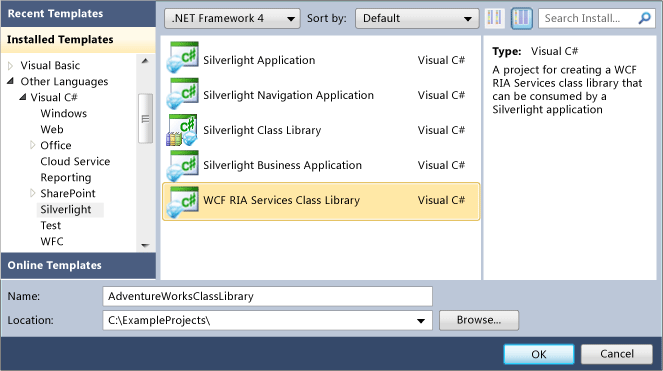 Recent Templates
.NET Framework 4
Sort by:
Default
Search Install...
Installed Templates
Visual Basic
Other Languages
Visual C#
Windows
Web
Office
Cloud Service
Reporting
SharePoint
Silverlight
Test
WFC
Online Templates
Silverlight Application Visual C#
Silverlight Navigation Application Visual C#
Silverlight Class Library Visual C#
Silverlight Business Application Visual C#
WCF RIA Services Class Library Visual C#
Type: Visual C#
A project for creating a WCF
RIA Services class library that
can be consumed by a
Silverlight application
Name: AdventureWorksClassLibrary
Location: C:\ExampleProjects\
Browse...
OK
Cancel